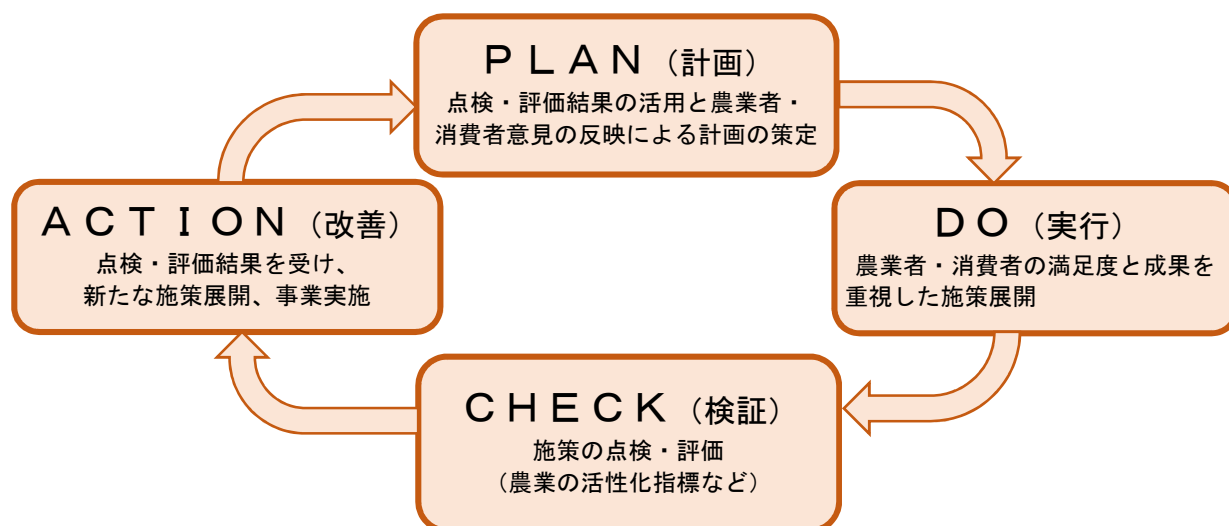 ＰＬＡＮ（計画）
点検・評価結果の活用と農業者・
消費者意見の反映による計画の策定
ＤＯ（実行）
農業者・消費者の満足度と成果を
重視した施策展開
ＣＨＥＣＫ（検証）
施策の点検・評価
（農業の活性化指標など）
ＡＣＴＩＯＮ（改善）
点検・評価結果を受け、
新たな施策展開、事業実施